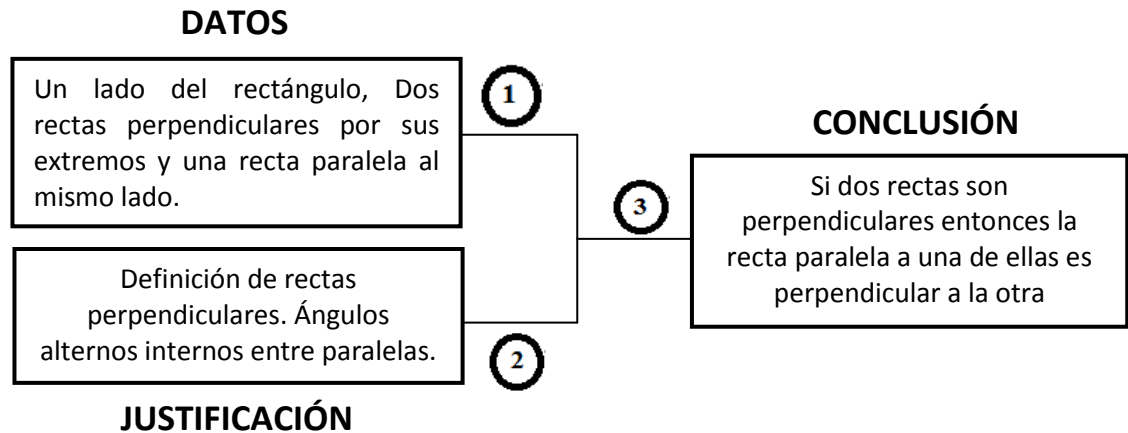 DATOS
Un lado del rectángulo, Dos
rectas perpendiculares por sus
extremos y una recta paralela al
mismo lado.
1
CONCLUSIÓN
3
Si dos rectas son
perpendiculares entonces la
recta paralela a una de ellas es
perpendicular a la otra
Definición de rectas
perpendiculares. Ángulos
alternos internos entre paralelas.
2
JUSTIFICACIÓN